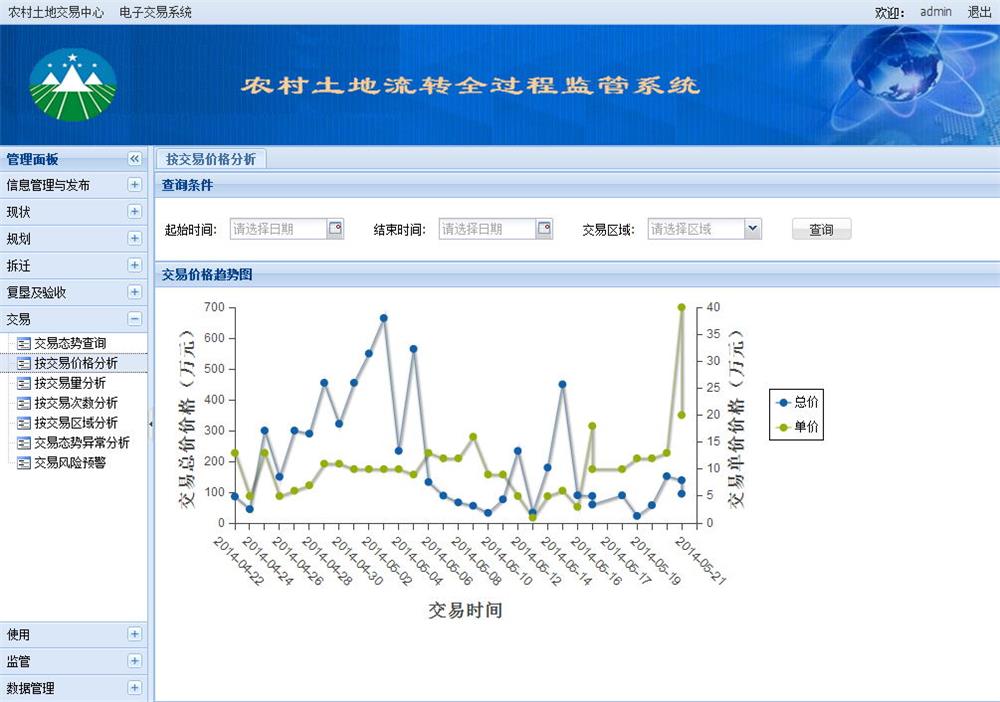 农村土地交易中心 电子交易系统 欢迎: admin 退出
农村土地流转全过程监管系统
管理面板
信息管理与发布
现状
规划
拆迁
复垦及验收
交易
交易态势查询
按交易价格分析
按交易量分析
按交易次数分析
按交易区域分析
交易态势异常分析
交易风险预警
使用
监管
数据管理
按交易价格分析
查询条件
起始时间: 请选择日期 结束时间: 请选择日期 交易区域: 请选择区域 查询
交易价格趋势图
交易总价价格（万元）
700
600
500
400
300
200
100
0
40
35
30
25
20
15
10
5
0
交易单价价格（万元）
总价
单价
2014-04-22
2014-04-24
2014-04-26
2014-04-28
2014-04-30
2014-05-02
2014-05-04
2014-05-06
2014-05-08
2014-05-10
2014-05-12
2014-05-14
2014-05-16
2014-05-17
2014-05-19
2014-05-21
交易时间